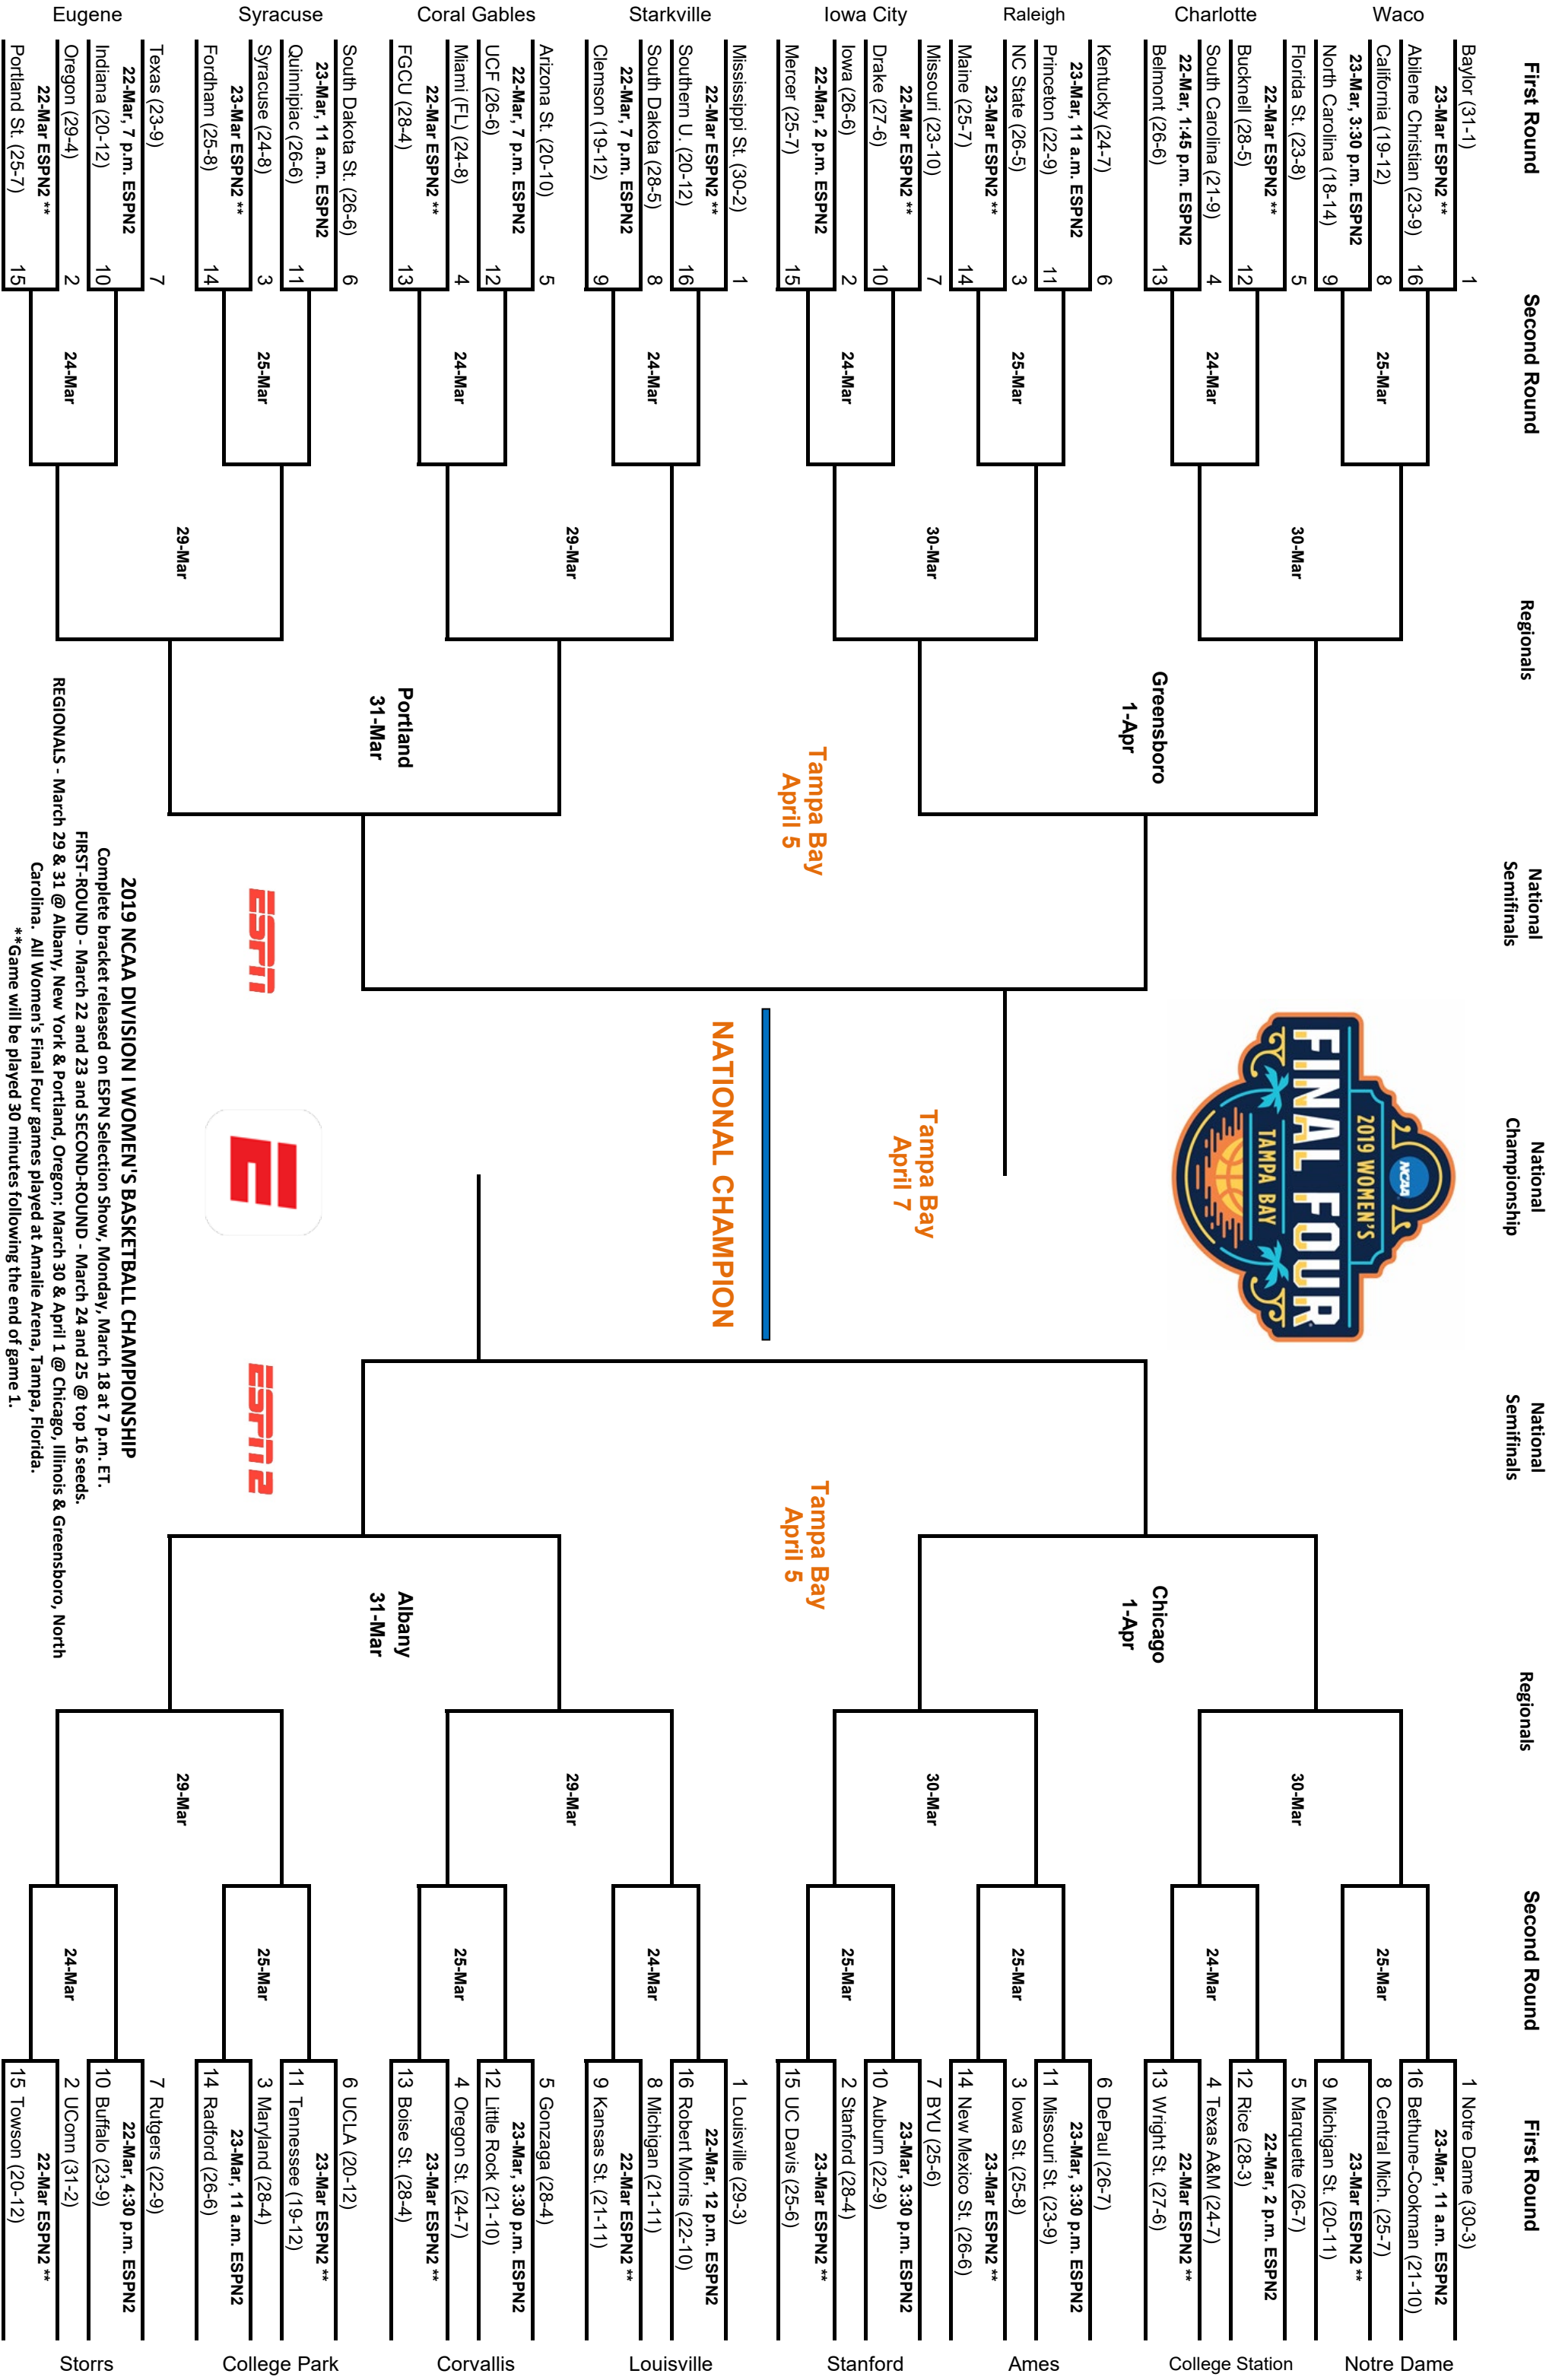 First Round
Second Round
Regionals
National
Semifinals
National
Championship
National
Semifinals
Regionals
Second Round
First Round
Waco
Baylor (31-1) 1
23-Mar ESPN2 **
Abilene Christian (23-9) 16
California (19-12) 8
23-Mar, 3:30 p.m. ESPN2
North Carolina (18-14) 9
25-Mar
Charlotte
Florida St. (23-8) 5
22-Mar ESPN2 **
Bucknell (28-5) 12
South Carolina (21-9) 4
22-Mar, 1:45 p.m. ESPN2
Belmont (26-6) 13
24-Mar
30-Mar
Raleigh
Kentucky (24-7) 6
23-Mar, 11 a.m. ESPN2
Princeton (22-9) 11
NC State (26-5) 3
23-Mar ESPN2 **
Maine (25-7) 14
25-Mar
Iowa City
Missouri (23-10) 7
22-Mar ESPN2 **
Drake (27-6) 10
Iowa (26-6) 2
22-Mar, 2 p.m. ESPN2
Mercer (25-7) 15
24-Mar
30-Mar
Greensboro
1-Apr
Starkville
Mississippi St. (30-2) 1
22-Mar ESPN2 **
Southern U. (20-12) 16
South Dakota (28-5) 8
22-Mar, 7 p.m. ESPN2
Clemson (19-12) 9
24-Mar
Coral Gables
Arizona St. (20-10) 5
22-Mar, 7 p.m. ESPN2
UCF (26-6) 12
Miami (FL) (24-8) 4
22-Mar ESPN2 **
FGCU (28-4) 13
24-Mar
29-Mar
Syracuse
South Dakota St. (26-6) 6
23-Mar, 11 a.m. ESPN2
Quinnipiac (26-6) 11
Syracuse (24-8) 3
23-Mar ESPN2 **
Fordham (25-8) 14
25-Mar
Eugene
Texas (23-9) 7
22-Mar, 7 p.m. ESPN2
Indiana (20-12) 10
Oregon (29-4) 2
22-Mar ESPN2 **
Portland St. (25-7) 15
24-Mar
29-Mar
Portland
31-Mar
Tampa Bay
April 5
NCAA
2019 WOMEN'S
FINAL FOUR
TAMPA BAY
Tampa Bay
April 7
NATIONAL CHAMPION
Tampa Bay
April 5
Notre Dame
1 Notre Dame (30-3)
23-Mar, 11 a.m. ESPN2
16 Bethune-Cookman (21-10)
8 Central Mich. (25-7)
23-Mar ESPN2 **
9 Michigan St. (20-11)
25-Mar
College Station
5 Marquette (26-7)
22-Mar, 2 p.m. ESPN2
12 Rice (28-3)
4 Texas A&M (24-7)
22-Mar ESPN2 **
13 Wright St. (27-6)
24-Mar
30-Mar
Ames
6 DePaul (26-7)
23-Mar, 3:30 p.m. ESPN2
11 Missouri St. (23-9)
3 Iowa St. (25-8)
23-Mar ESPN2 **
14 New Mexico St. (26-6)
25-Mar
Stanford
7 BYU (25-6)
23-Mar, 3:30 p.m. ESPN2
10 Auburn (22-9)
2 Stanford (28-4)
23-Mar ESPN2 **
15 UC Davis (25-6)
25-Mar
30-Mar
Chicago
1-Apr
Louisville
1 Louisville (29-3)
22-Mar, 12 p.m. ESPN2
16 Robert Morris (22-10)
8 Michigan (21-11)
22-Mar ESPN2 **
9 Kansas St. (21-11)
24-Mar
Corvallis
5 Gonzaga (28-4)
23-Mar, 3:30 p.m. ESPN2
12 Little Rock (21-10)
4 Oregon St. (24-7)
23-Mar ESPN2 **
13 Boise St. (28-4)
25-Mar
29-Mar
College Park
6 UCLA (20-12)
23-Mar ESPN2 **
11 Tennessee (19-12)
3 Maryland (28-4)
23-Mar, 11 a.m. ESPN2
14 Radford (26-6)
25-Mar
Storrs
7 Rutgers (22-9)
22-Mar, 4:30 p.m. ESPN2
10 Buffalo (23-9)
2 UConn (31-2)
22-Mar ESPN2 **
15 Towson (20-12)
24-Mar
29-Mar
Albany
31-Mar
ESPN
E
ESPN 2
2019 NCAA DIVISION I WOMEN'S BASKETBALL CHAMPIONSHIP
Complete bracket released on ESPN Selection Show, Monday, March 18 at 7 p.m. ET.
FIRST-ROUND - March 22 and 23 and SECOND-ROUND - March 24 and 25 @ top 16 seeds.
REGIONALS - March 29 & 31 @ Albany, New York & Portland, Oregon; March 30 & April 1 @ Chicago, Illinois & Greensboro, North
Carolina. All Women's Final Four games played at Amalie Arena, Tampa, Florida.
**Game will be played 30 minutes following the end of game 1.